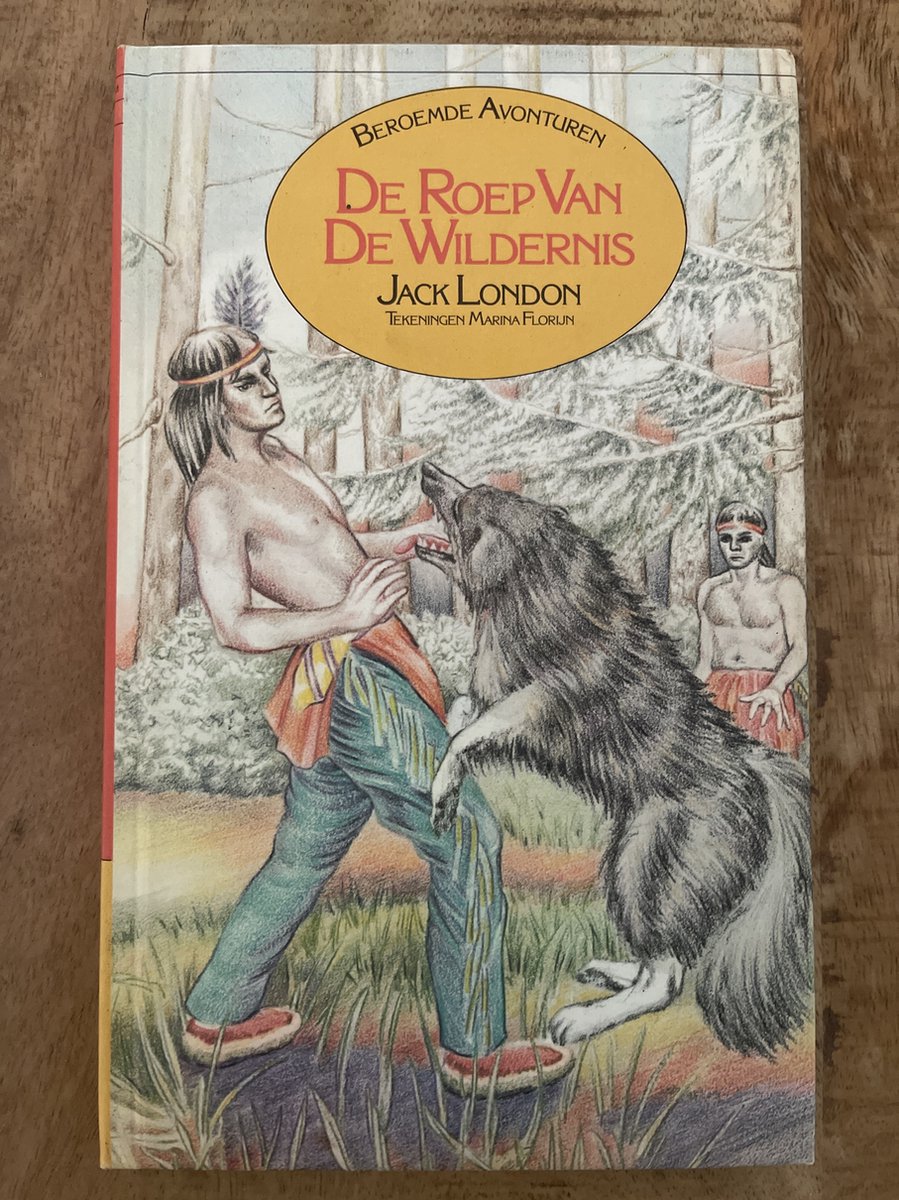 Beroemde Avonturen
De Roep Van
De Wildernis
Jack London
Tekeningen Marina Florijn